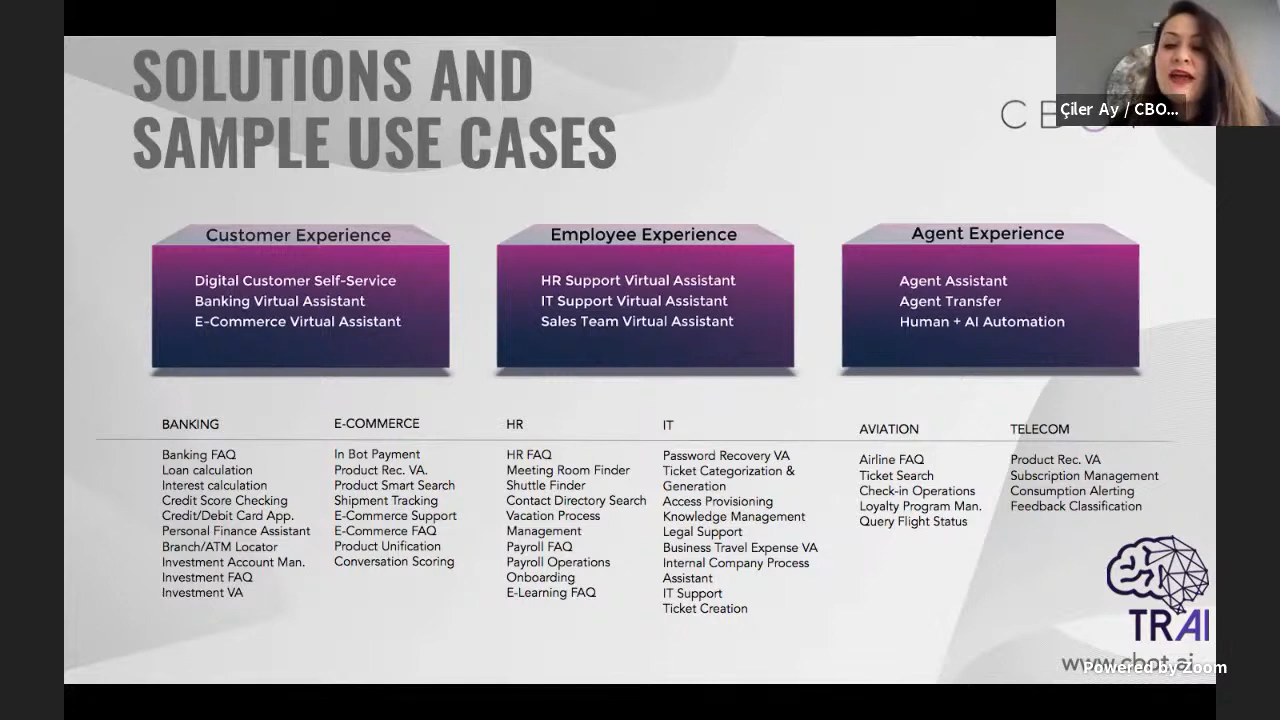 SOLUTIONS AND
SAMPLE USE CASES
CB
Çiler Ay / CBO...
Customer Experience
Digital Customer Self-Service
Banking Virtual Assistant
E-Commerce Virtual Assistant
Employee Experience
HR Support Virtual Assistant
IT Support Virtual Assistant
Sales Team Virtual Assistant
Agent Experience
Agent Assistant
Agent Transfer
Human + AI Automation
BANKING
Banking FAQ
Loan calculation
Interest calculation
Credit Score Checking
Credit/Debit Card App.
Personal Finance Assistant
Branch/ATM Locator
Investment Account Man.
Investment FAQ
Investment VA
E-COMMERCE
In Bot Payment
Product Rec. VA.
Product Smart Search
Shipment Tracking
E-Commerce Support
E-Commerce FAQ
Product Unification
Conversation Scoring
HR
HR FAQ
Meeting Room Finder
Shuttle Finder
Contact Directory Search
Vacation Process
Management
Payroll FAQ
Payroll Operations
Onboarding
E-Learning FAQ
IT
Password Recovery VA
Ticket Categorization &
Generation
Access Provisioning
Knowledge Management
Legal Support
Business Travel Expense VA
Internal Company Process
Assistant
IT Support
Ticket Creation
AVIATION
Airline FAQ
Ticket Search
Check-in Operations
Loyalty Program Man.
Query Flight Status
TELECOM
Product Rec. VA
Subscription Management
Consumption Alerting
Feedback Classification
TRAI
www.cbot.ai
Powered by Zoom